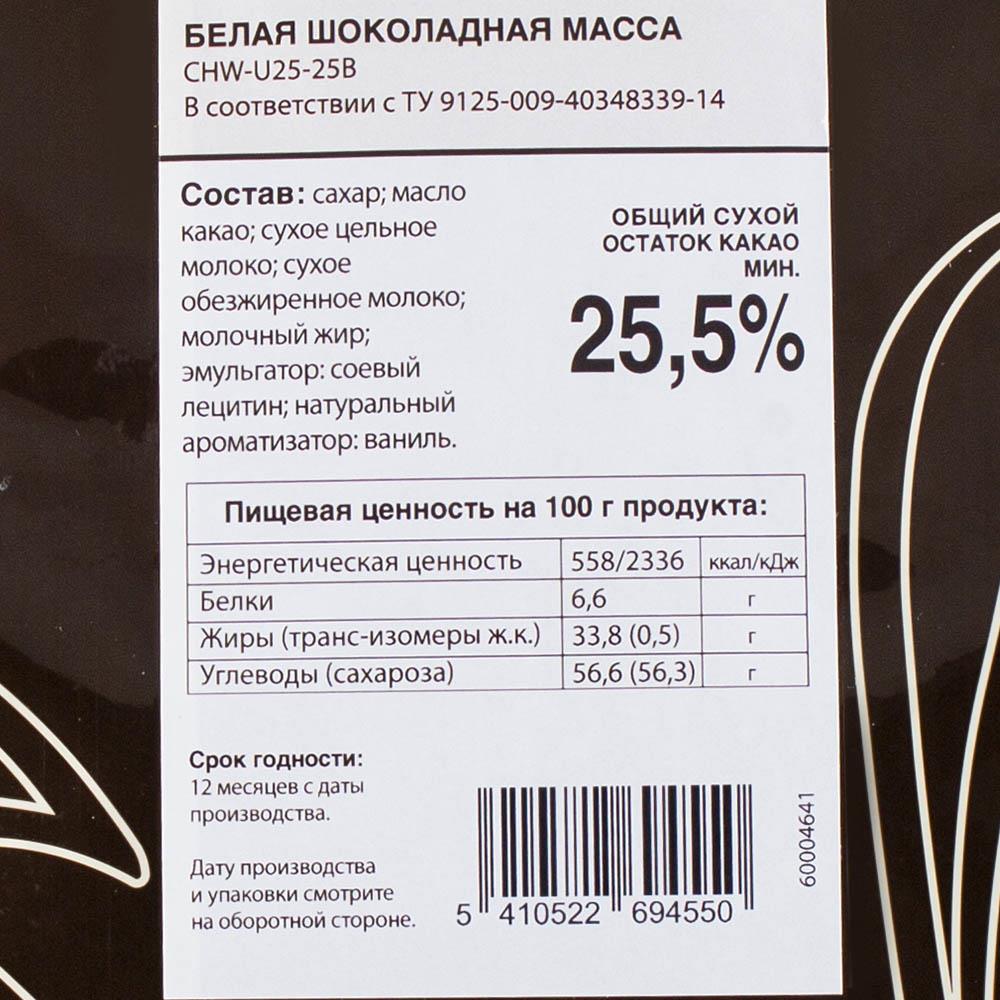 БЕЛАЯ ШОКОЛАДНАЯ МАССА
CHW-U25-25B
В соответствии с ТУ 9125-009-40348339-14
Состав: сахар; масло
какао; сухое цельное
молоко; сухое
обезжиренное молоко;
молочный жир;
эмульгатор: соевый
лецитин; натуральный
ароматизатор: ваниль.
ОБЩИЙ СУХОЙ
ОСТАТОК КАКАО
МИН.
25,5%
Пищевая ценность на 100 г продукта:
Энергетическая ценность 558/2336 ккал/кДж
Белки 6,6 г
Жиры (транс-изомеры ж.к.) 33,8 (0,5) г
Углеводы (сахароза) 56,6 (56,3) г
Срок годности:
12 месяцев с даты
производства.
Дату производства
и упаковки смотрите
на оборотной стороне.
5 410522 694550
60004641